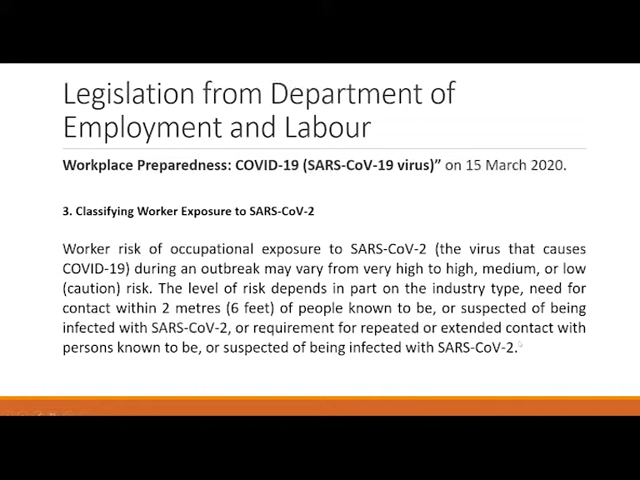 Legislation from Department of
Employment and Labour
Workplace Preparedness: COVID-19 (SARS-CoV-19 virus)” on 15 March 2020.
3. Classifying Worker Exposure to SARS-CoV-2
Worker risk of occupational exposure to SARS-CoV-2 (the virus that causes
COVID-19) during an outbreak may vary from very high to high, medium, or low
(caution) risk. The level of risk depends in part on the industry type, need for
contact within 2 metres (6 feet) of people known to be, or suspected of being
infected with SARS-CoV-2, or requirement for repeated or extended contact with
persons known to be, or suspected of being infected with SARS-CoV-2.